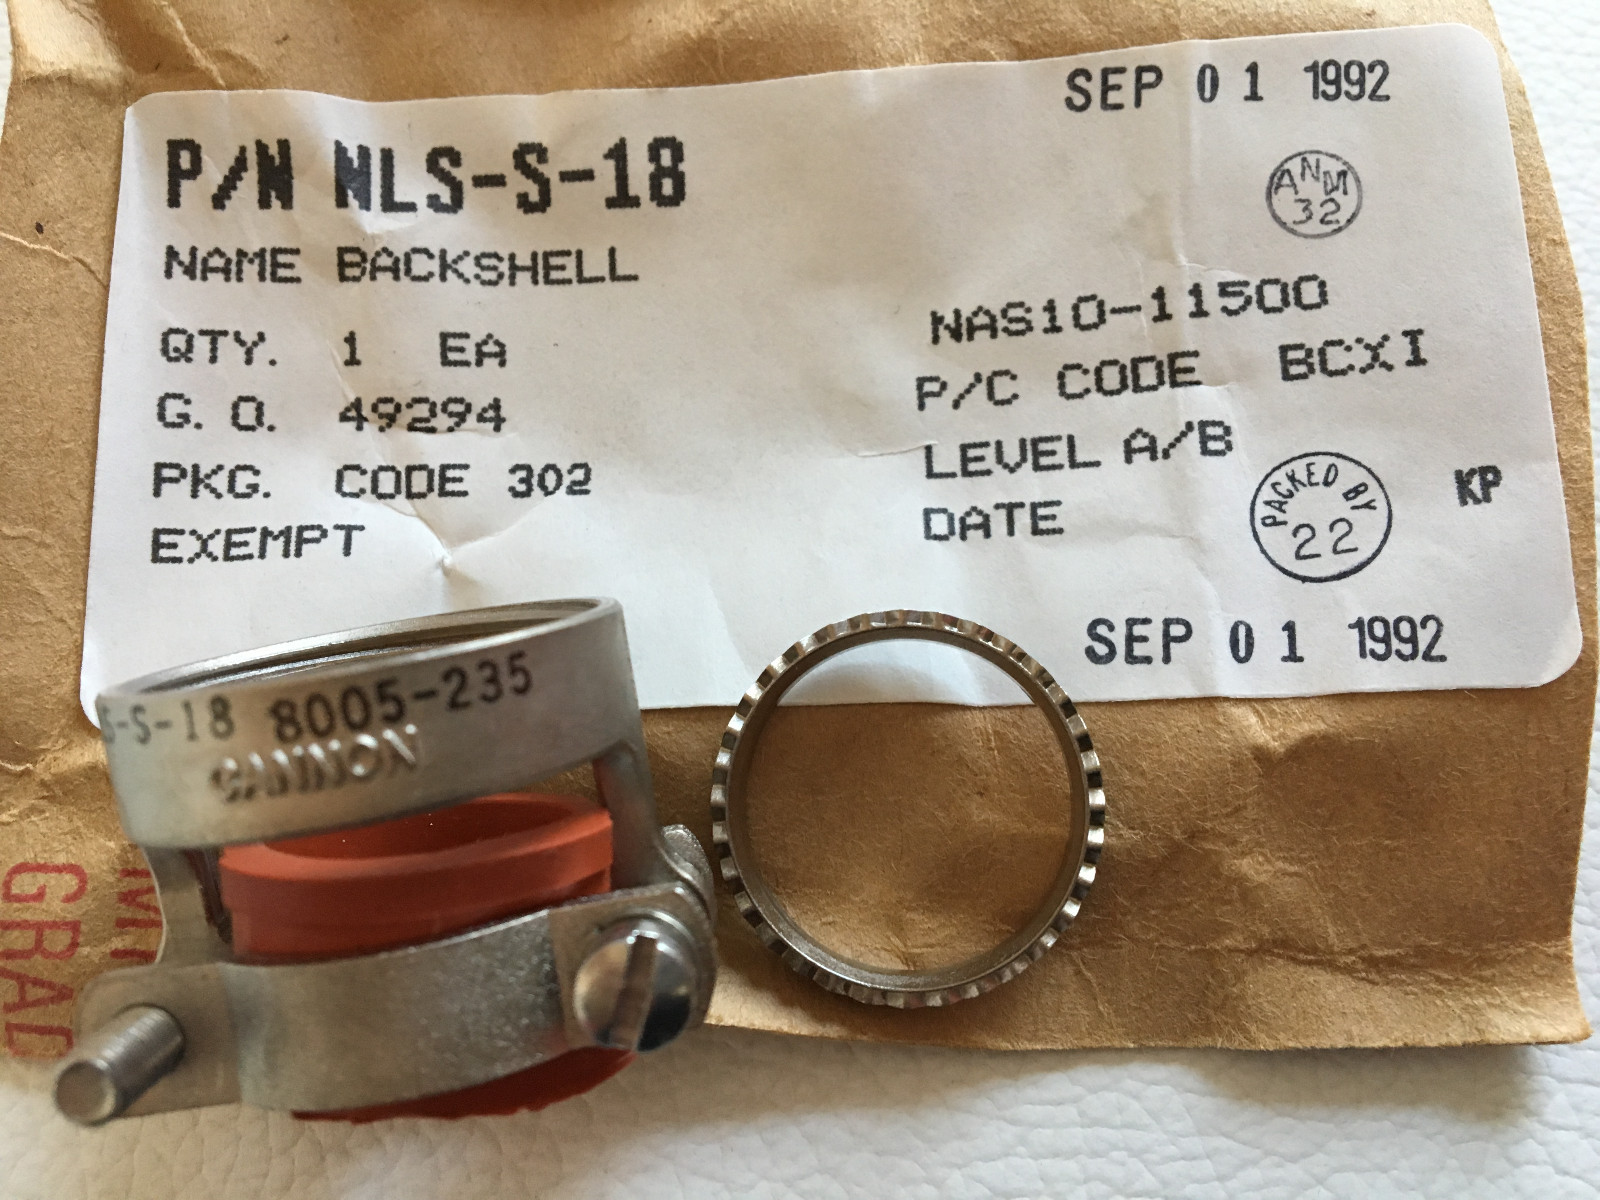 SEP 01 1992
P/N NLS-S-18
ANM
32
NAME BACKSHELL
QTY. 1 EA
G. O. 49294
PKG. CODE 302
EXEMPT
NAS10-11500
P/C CODE BCXI
LEVEL A/B
DATE
PACKED BY
22
KP
SEP 01 1992
-S-18 8005-235
CANNON